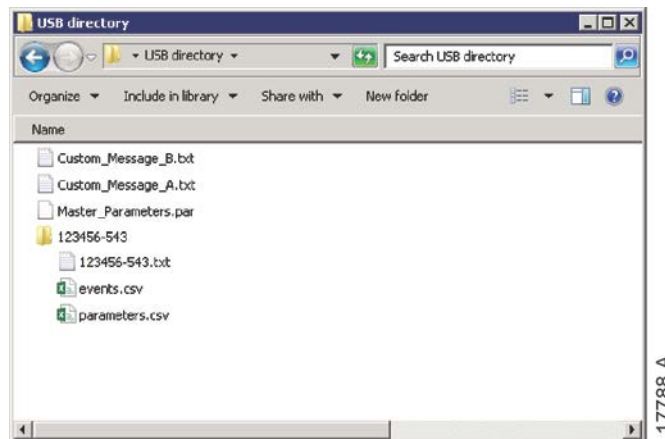 USB directory
USB directory
Search USB directory
Organize Include in library Share with New folder
Name
Custom_Message_B.txt
Custom_Message_A.txt
Master_Parameters.par
123456-543
123456-543.txt
events.csv
parameters.csv
17788.A